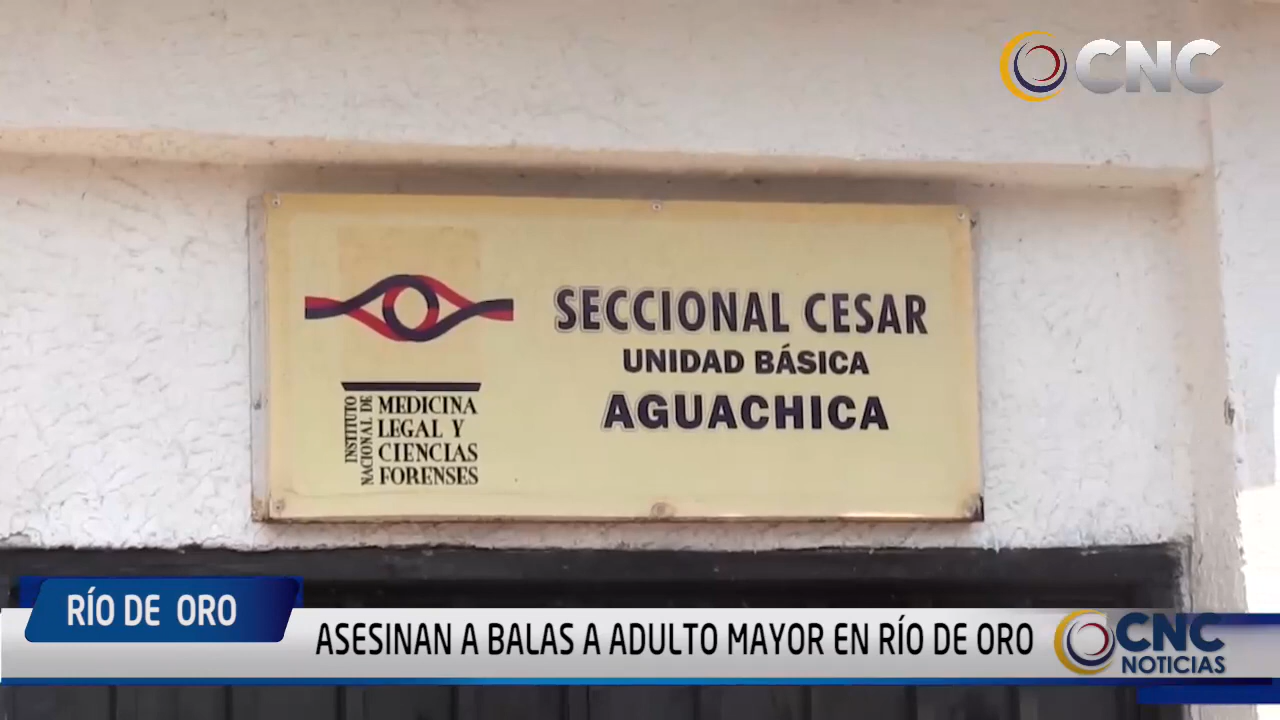 CNC
SECCIONAL CESAR
UNIDAD BÁSICA
AGUACHICA
INSTITUTO
NACIONAL DE
MEDICINA
LEGAL Y
CIENCIAS
FORENSES
RÍO DE ORO
ASESINAN A BALAS A ADULTO MAYOR EN RÍO DE ORO
CNC
NOTICIAS